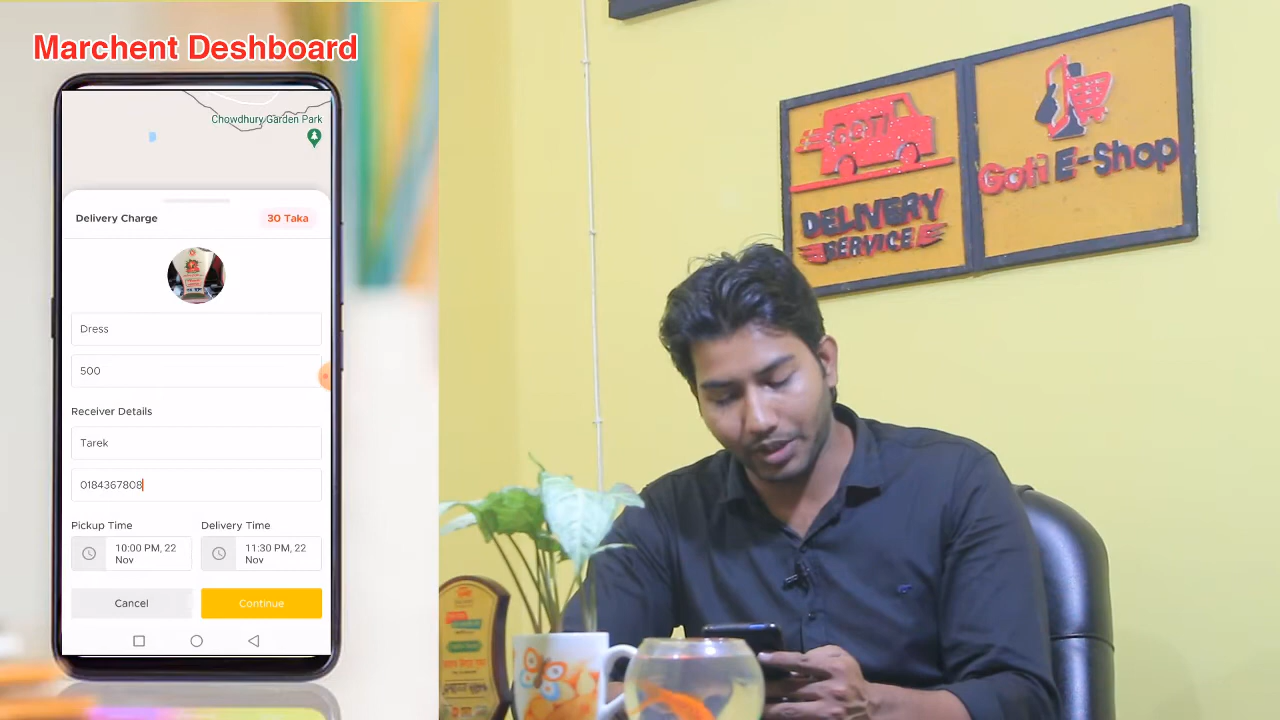 Marchent Deshboard
Chowdhury Garden Park
Delivery Charge
30 Taka
Dress
500
Receiver Details
Tarek
0184367808
Pickup Time
Delivery Time
10:00 PM, 22
Nov
11:30 PM, 22
Nov
Cancel
Continue
GOTI
DELIVERY
SERVICE
Goti E-Shop